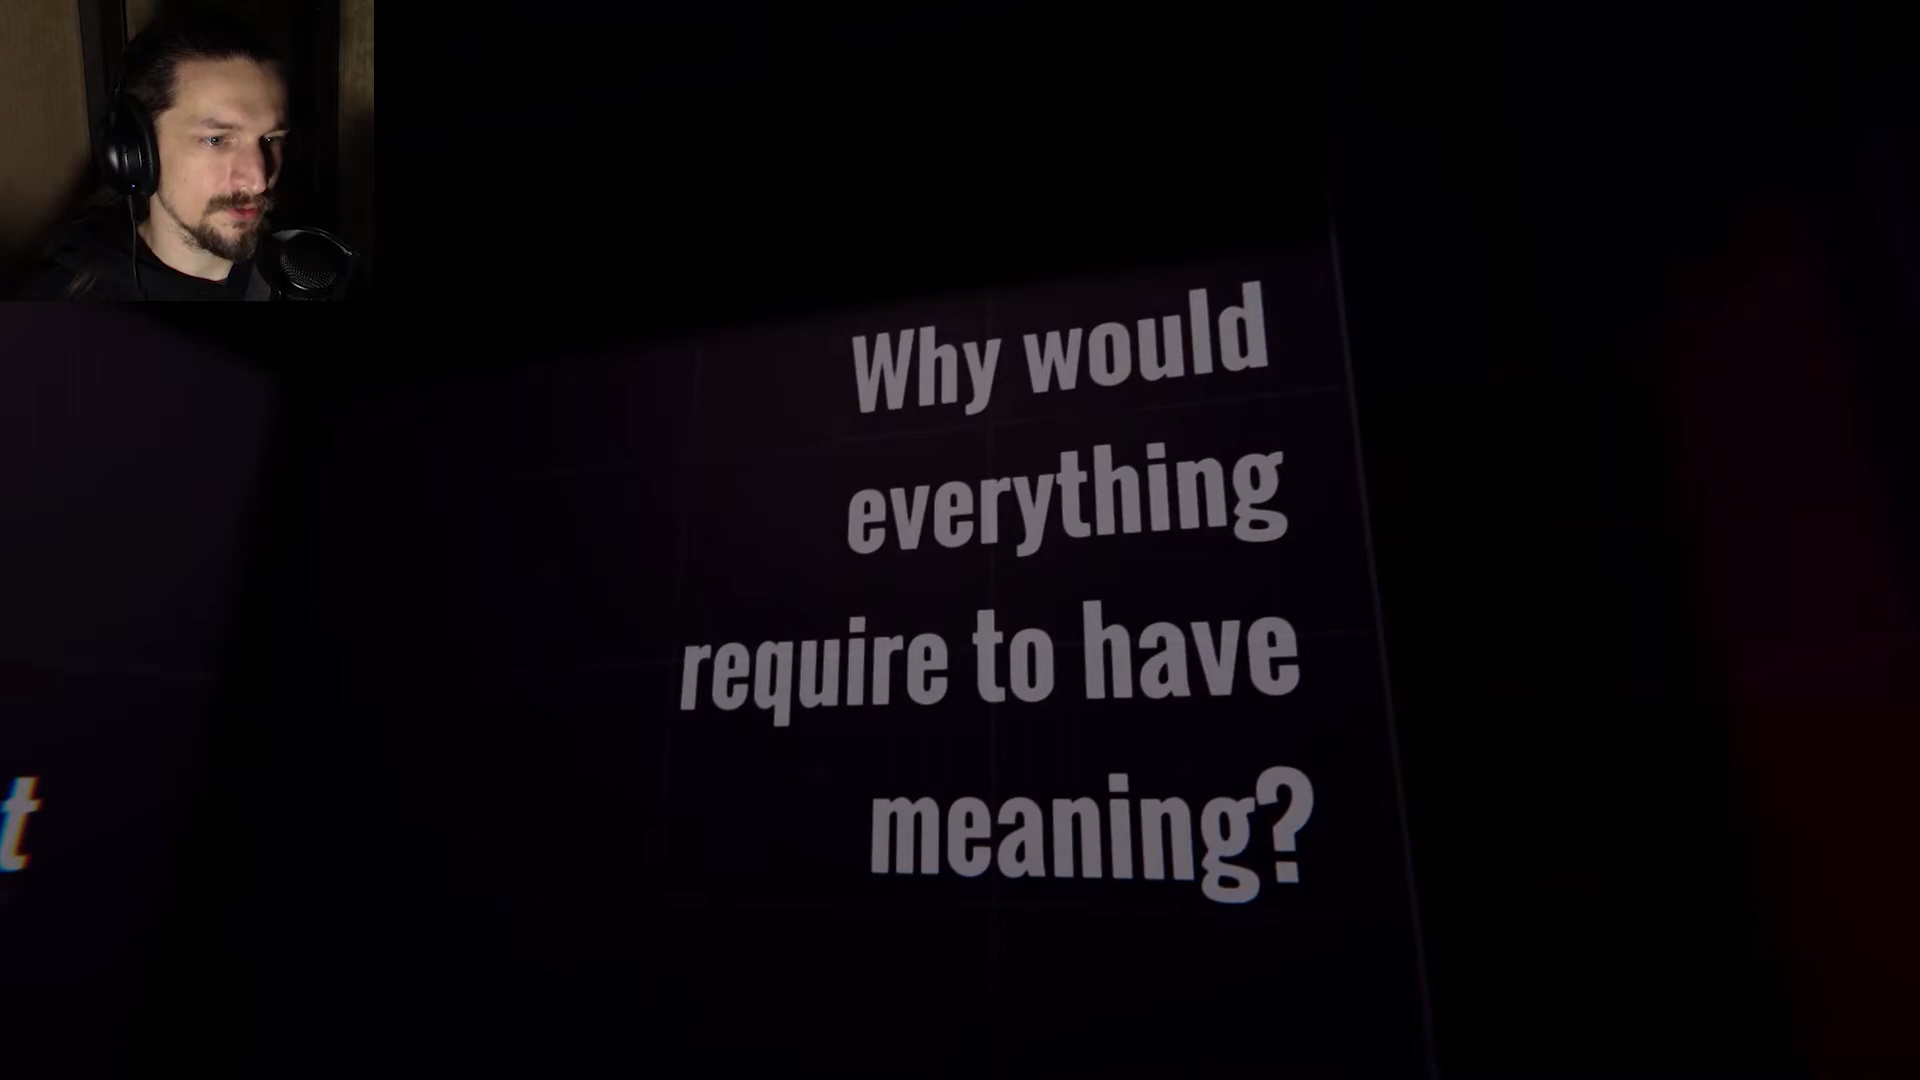 t
Why would
everything
require to have
meaning?